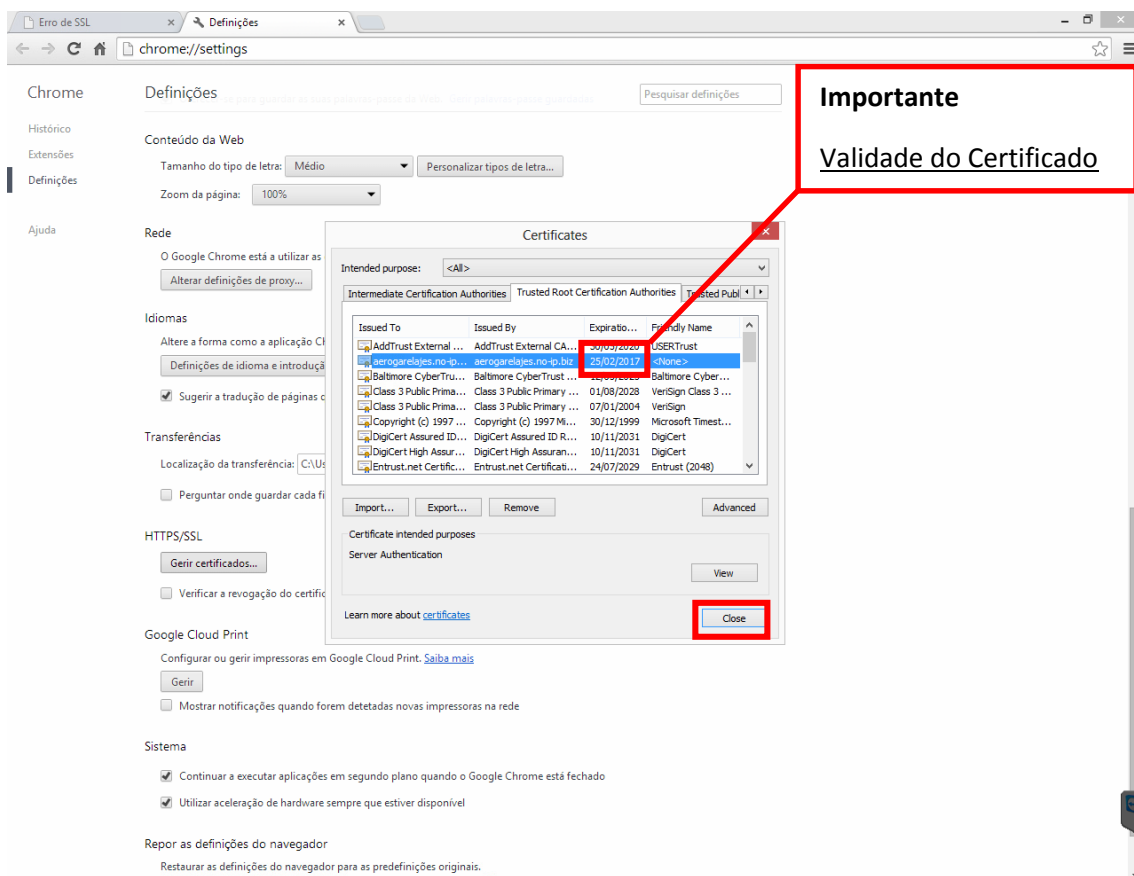 Erro de SSL
Definições
chrome://settings
Chrome
Histórico
Extensões
Definições
Ajuda
Definições
Pesquisar definições
Importante
Validade do Certificado
Conteúdo da Web
Tamanho do tipo de letra: Médio Personalizar tipos de letra...
Zoom da página: 100%
Rede
O Google Chrome está a utilizar as
Alterar definições de proxy...
Idiomas
Altere a forma como a aplicação
Definições de idioma e introduçã
Sugerir a tradução de páginas
Transferências
Localização da transferência: C:\Us
Perguntar onde guardar cada fi
HTTPS/SSL
Gerir certificados...
Verificar a revogação do certific
Google Cloud Print
Configurar ou gerir impressoras em Google Cloud Print. Saiba mais
Gerir
Mostrar notificações quando forem detetadas novas impressoras na rede
Sistema
Continuar a executar aplicações em segundo plano quando o Google Chrome está fechado
Utilizar aceleração de hardware sempre que estiver disponível
Repor as definições do navegador
Restaurar as definições do navegador para as predefinições originais.
Certificates
Intended purpose: <All>
Intermediate Certification Authorities Trusted Root Certification Authorities Trusted Publ
Issued To Issued By Expiratio... Friendly Name
AddTrust External ... AddTrust External CA... 30/05/2020 USERTrust
aerogarelajes.no-ip... aerogarelajes.no-ip.biz 25/02/2017 <None>
Baltimore CyberTru... Baltimore CyberTrust ... Baltimore Cyber...
Class 3 Public Prima... Class 3 Public Primary ... 01/08/2028 VeriSign Class 3 ...
Class 3 Public Prima... Class 3 Public Primary ... 07/01/2004 VeriSign
Copyright (c) 1997 ... Copyright (c) 1997 Mi... 30/12/1999 Microsoft Timest...
DigiCert Assured ID... DigiCert Assured ID R... 10/11/2031 DigiCert
DigiCert High Assur... DigiCert High Assuran... 10/11/2031 DigiCert
Entrust.net Certific... Entrust.net Certificati... 24/07/2029 Entrust (2048)
Import... Export... Remove Advanced
Certificate intended purposes
Server Authentication
View
Learn more about certificates
Close